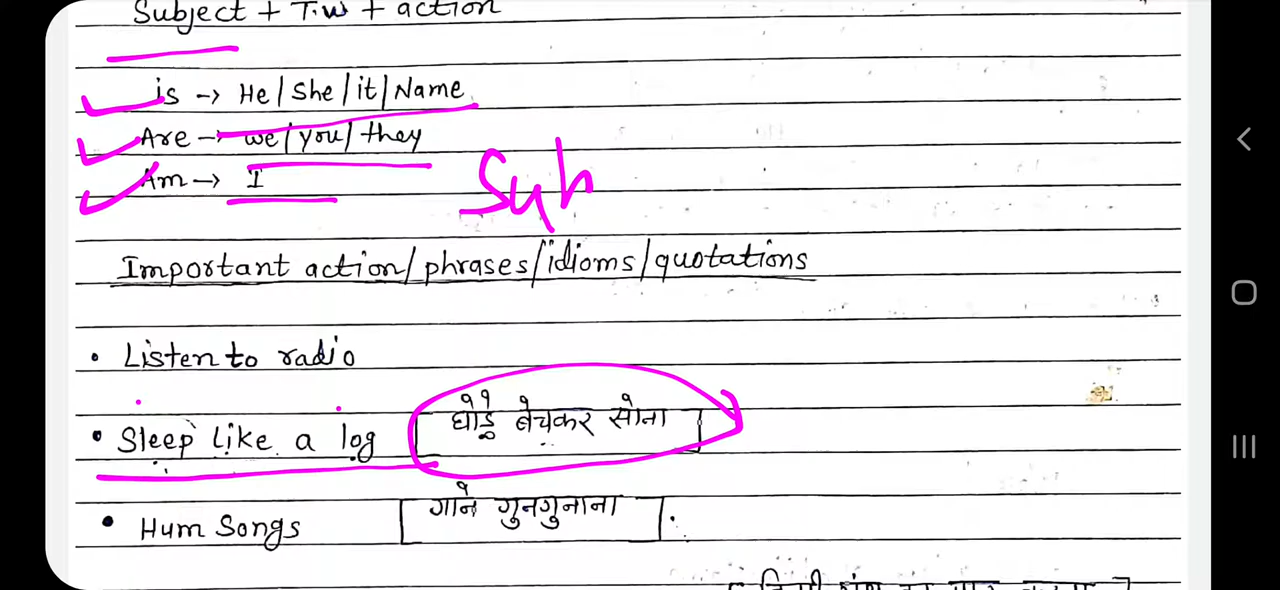 Subject + T.w + action
is → He/She/it/Name
Are → we/you/they
Am → I
Sub
Important action/phrases/idioms/quotations
• Listen to radio
• Sleep like a log [घोड़े बेचकर सोना]
• Hum Songs [गाने गुनगुनाना].